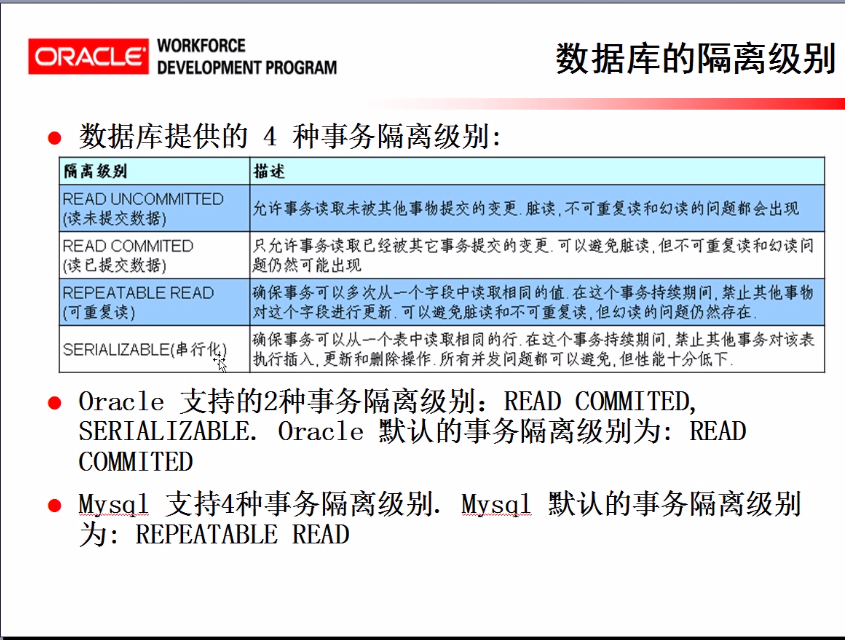 ORACLE
WORKFORCE
DEVELOPMENT PROGRAM
数据库的隔离级别
数据库提供的 4 种事务隔离级别:
隔离级别 描述
READ UNCOMMITTED
(读未提交数据)
允许事务读取未被其他事物提交的变更.脏读,不可重复读和幻读的问题都会出现
READ COMMITED
(读已提交数据)
只允许事务读取已经被其它事务提交的变更.可以避免脏读,但不可重复读和幻读问
题仍然可能出现
REPEATABLE READ
(可重复读)
确保事务可以多次从一个字段中读取相同的值.在这个事务持续期间,禁止其他事物
对这个字段进行更新.可以避免脏读和不可重复读,但幻读的问题仍然存在.
SERIALIZABLE(串行化)
确保事务可以从一个表中读取相同的行.在这个事务持续期间,禁止其他事务对该表
执行插入,更新和删除操作.所有并发问题都可以避免,但性能十分低下.
Oracle 支持的2种事务隔离级别：READ COMMITED,
SERIALIZABLE. Oracle 默认的事务隔离级别为: READ
COMMITED
Mysql 支持4种事务隔离级别. Mysql 默认的事务隔离级别
为: REPEATABLE READ